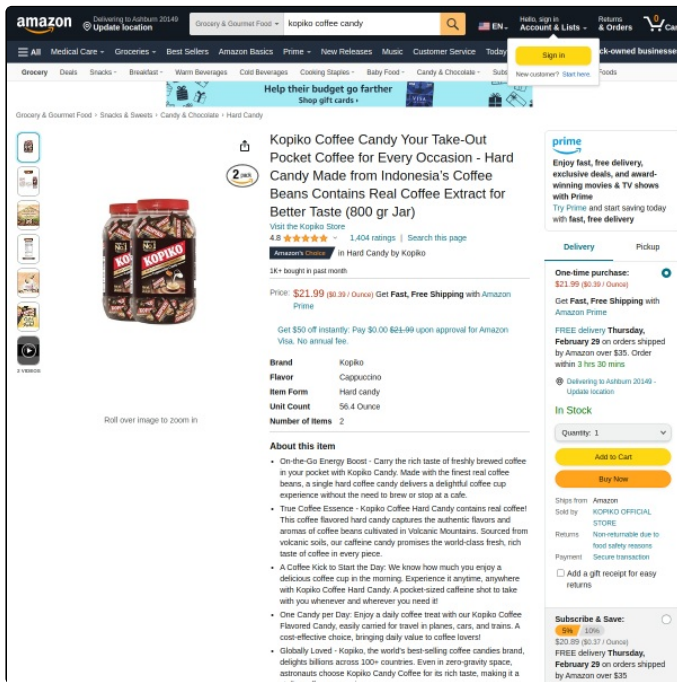 amazon
Delivering to Ashburn 20149
Update location
Grocery & Gourmet Food
kopiko coffee candy
EN
Hello, sign in
Account & Lists
Returns
& Orders
0
Car
All
Medical Care
Groceries
Best Sellers
Amazon Basics
Prime
New Releases
Music
Customer Service
Today
ck-owned businesse
Sign in
New customer? Start here.
Grocery
Deals
Snacks
Breakfast
Warm Beverages
Cold Beverages
Cooking Staples
Baby Food
Candy & Chocolate
Subs
Foods
Help their budget go farther
Shop gift cards ›
Grocery & Gourmet Food › Snacks & Sweets › Candy & Chocolate › Hard Candy
2 VIDEOS
2 pack
No.1
KOPIKO
Roll over image to zoom in
Kopiko Coffee Candy Your Take-Out
Pocket Coffee for Every Occasion - Hard
Candy Made from Indonesia's Coffee
Beans Contains Real Coffee Extract for
Better Taste (800 gr Jar)
Visit the Kopiko Store
4.8
1,404 ratings | Search this page
Amazon's Choice in Hard Candy by Kopiko
1K+ bought in past month
Price: $21.99 ($0.39 / Ounce) Get Fast, Free Shipping with Amazon
Prime
Get $50 off instantly: Pay $0.00 $21.99 upon approval for Amazon
Visa. No annual fee.
Brand Kopiko
Flavor Cappuccino
Item Form Hard candy
Unit Count 56.4 Ounce
Number of Items 2
About this item
• On-the-Go Energy Boost - Carry the rich taste of freshly brewed coffee
in your pocket with Kopiko Candy. Made with the finest real coffee
beans, a single hard coffee candy delivers a delightful coffee cup
experience without the need to brew or stop at a cafe.
• True Coffee Essence - Kopiko Coffee Hard Candy contains real coffee!
This coffee flavored hard candy captures the authentic flavors and
aromas of coffee beans cultivated in Volcanic Mountains. Sourced from
volcanic soils, our caffeine candy promises the world-class fresh, rich
taste of coffee in every piece.
• A Coffee Kick to Start the Day: We know how much you enjoy a
delicious coffee cup in the morning. Experience it anytime, anywhere
with Kopiko Coffee Hard Candy. A pocket-sized caffeine shot to take
with you whenever and wherever you need it!
• One Candy per Day: Enjoy a daily coffee treat with our Kopiko Coffee
Flavored Candy, easily carried for travel in planes, cars, and trains. A
cost-effective choice, bringing daily value to coffee lovers!
• Globally Loved - Kopiko, the world's best-selling coffee candies brand,
delights billions across 100+ countries. Even in zero-gravity space,
astronauts choose Kopiko Candy Coffee for its rich taste, making it a
prime
Enjoy fast, free delivery,
exclusive deals, and award-
winning movies & TV shows
with Prime
Try Prime and start saving today
with fast, free delivery
Delivery
Pickup
One-time purchase:
$21.99 ($0.39 / Ounce)
Get Fast, Free Shipping with
Amazon Prime
FREE delivery Thursday,
February 29 on orders shipped
by Amazon over $35. Order
within 3 hrs 30 mins
Delivering to Ashburn 20149 -
Update location
In Stock
Quantity: 1
Add to Cart
Buy Now
Ships from Amazon
Sold by KOPIKO OFFICIAL
STORE
Returns Non-returnable due to
food safety reasons
Payment Secure transaction
Add a gift receipt for easy
returns
Subscribe & Save:
5% 10%
$20.89 ($0.37 / Ounce)
FREE delivery Thursday,
February 29 on orders shipped
by Amazon over $35